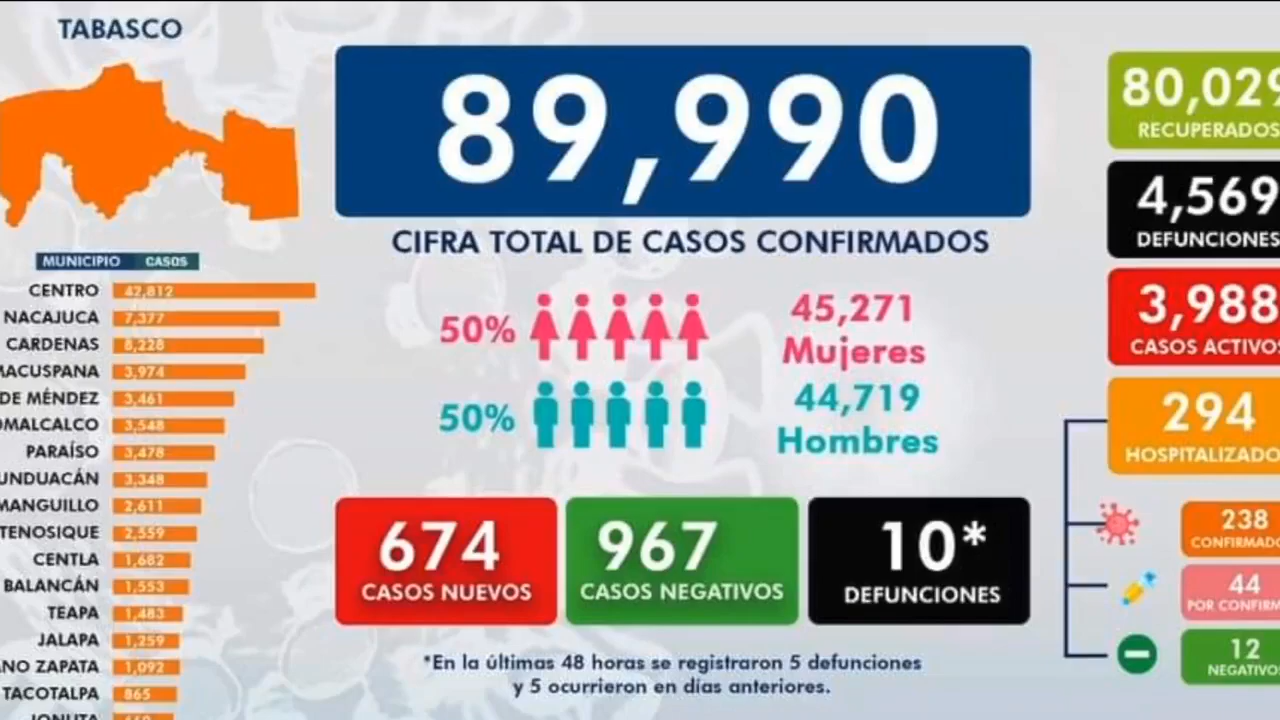 TABASCO
89,990
CIFRA TOTAL DE CASOS CONFIRMADOS
MUNICIPIO CASOS
CENTRO 42,812
NACAJUCA 7,377
CARDENAS 8,228
MACUSPANA 3,974
DE MÉNDEZ 3,461
OMALCALCO 3,548
PARAÍSO 3,478
UNDUACÁN 3,348
MANGUILLO 2,611
TENOSIQUE 2,559
CENTLA 1,682
BALANCÁN 1,553
TEAPA 1,483
JALAPA 1,259
NO ZAPATA 1,092
TACOTALPA 865
JONUTA
50%
45,271
Mujeres
50%
44,719
Hombres
674
CASOS NUEVOS
967
CASOS NEGATIVOS
10*
DEFUNCIONES
*En la últimas 48 horas se registraron 5 defunciones
y 5 ocurrieron en días anteriores.
80,029
RECUPERADOS
4,569
DEFUNCIONES
3,988
CASOS ACTIVOS
294
HOSPITALIZADO
238
CONFIRMADO
44
POR CONFIRM
12
NEGATIVOS